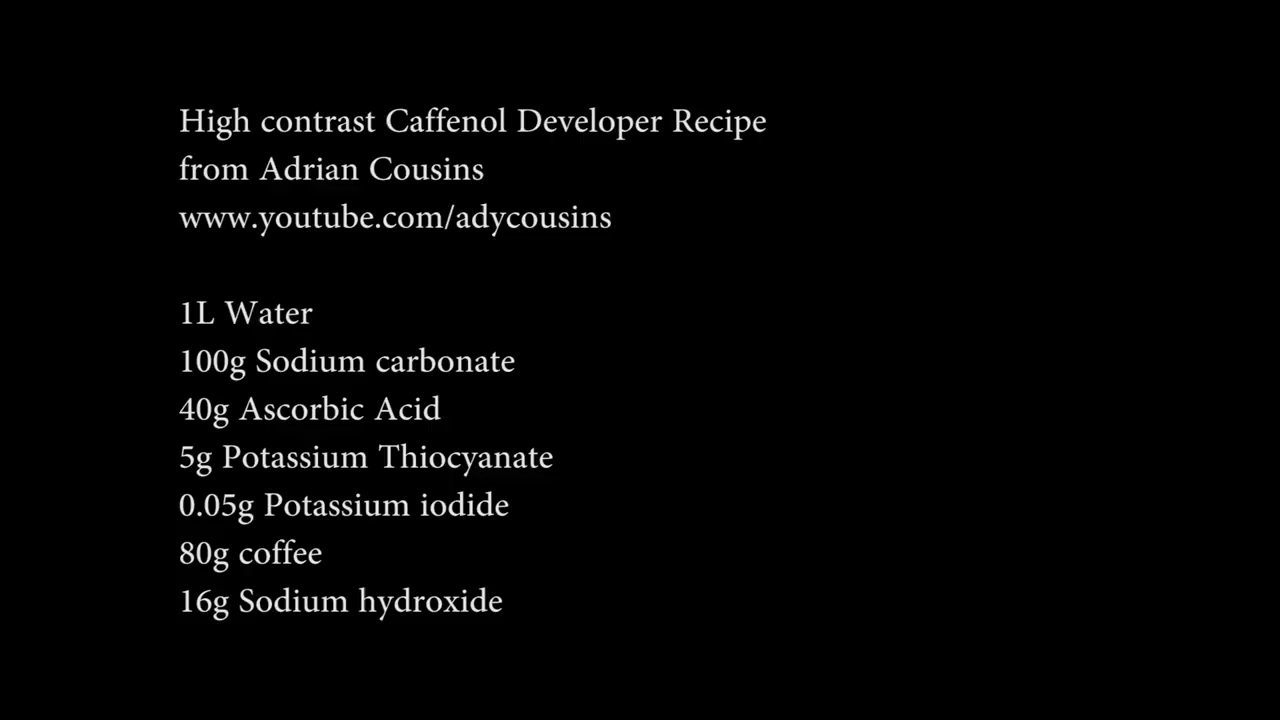 High contrast Caffenol Developer Recipe
from Adrian Cousins
www.youtube.com/adycousins
1L Water
100g Sodium carbonate
40g Ascorbic Acid
5g Potassium Thiocyanate
0.05g Potassium iodide
80g coffee
16g Sodium hydroxide